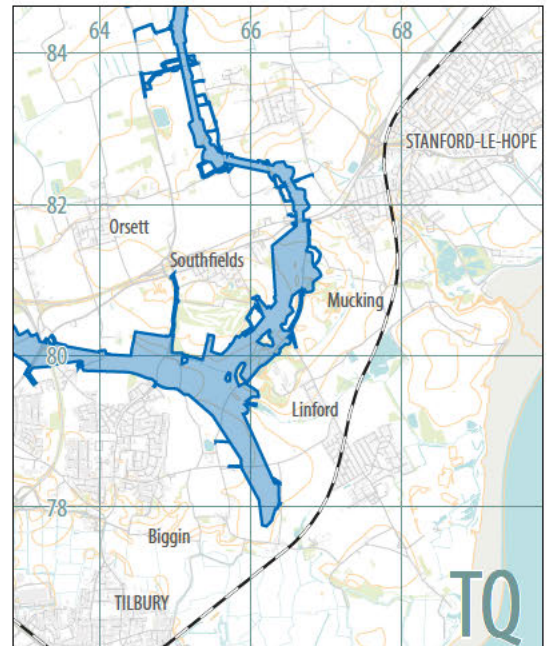 64
66
68
84
STANFORD-LE-HOPE
82
Orsett
Southfields
Mucking
80
Linford
78
Biggin
TILBURY
TQ